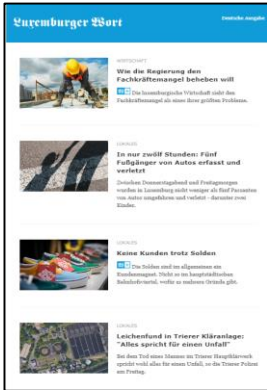 Luxemburger Wort
Deutsche Ausgabe
WIRTSCHAFT
Wie die Regierung den
Fachkräftemangel beheben will
Die luxemburgische Wirtschaft sieht den
Fachkräftemangel als eines ihrer größten Probleme.
LOKALES
In nur zwölf Stunden: Fünf
Fußgänger von Autos erfasst und
verletzt
Zwischen Donnerstagabend und Freitagmorgen
wurden in Luxemburg nicht weniger als fünf Passanten
von Autos angefahren und verletzt - darunter zwei
Kinder.
LOKALES
Keine Kunden trotz Solden
Die Solden sind im allgemeinen ein
Kundenmagnet. Nicht so im hauptstädtischen
Bahnhofsviertel, wofür es mehrere Gründe gibt.
LOKALES
Leichenfund in Trierer Kläranlage:
"Alles spricht für einen Unfall"
Bei dem Tod eines Mannes im Trierer Hauptklärwerk
spricht wohl alles für einen Unfall, so die Trierer Polizei
am Freitag.